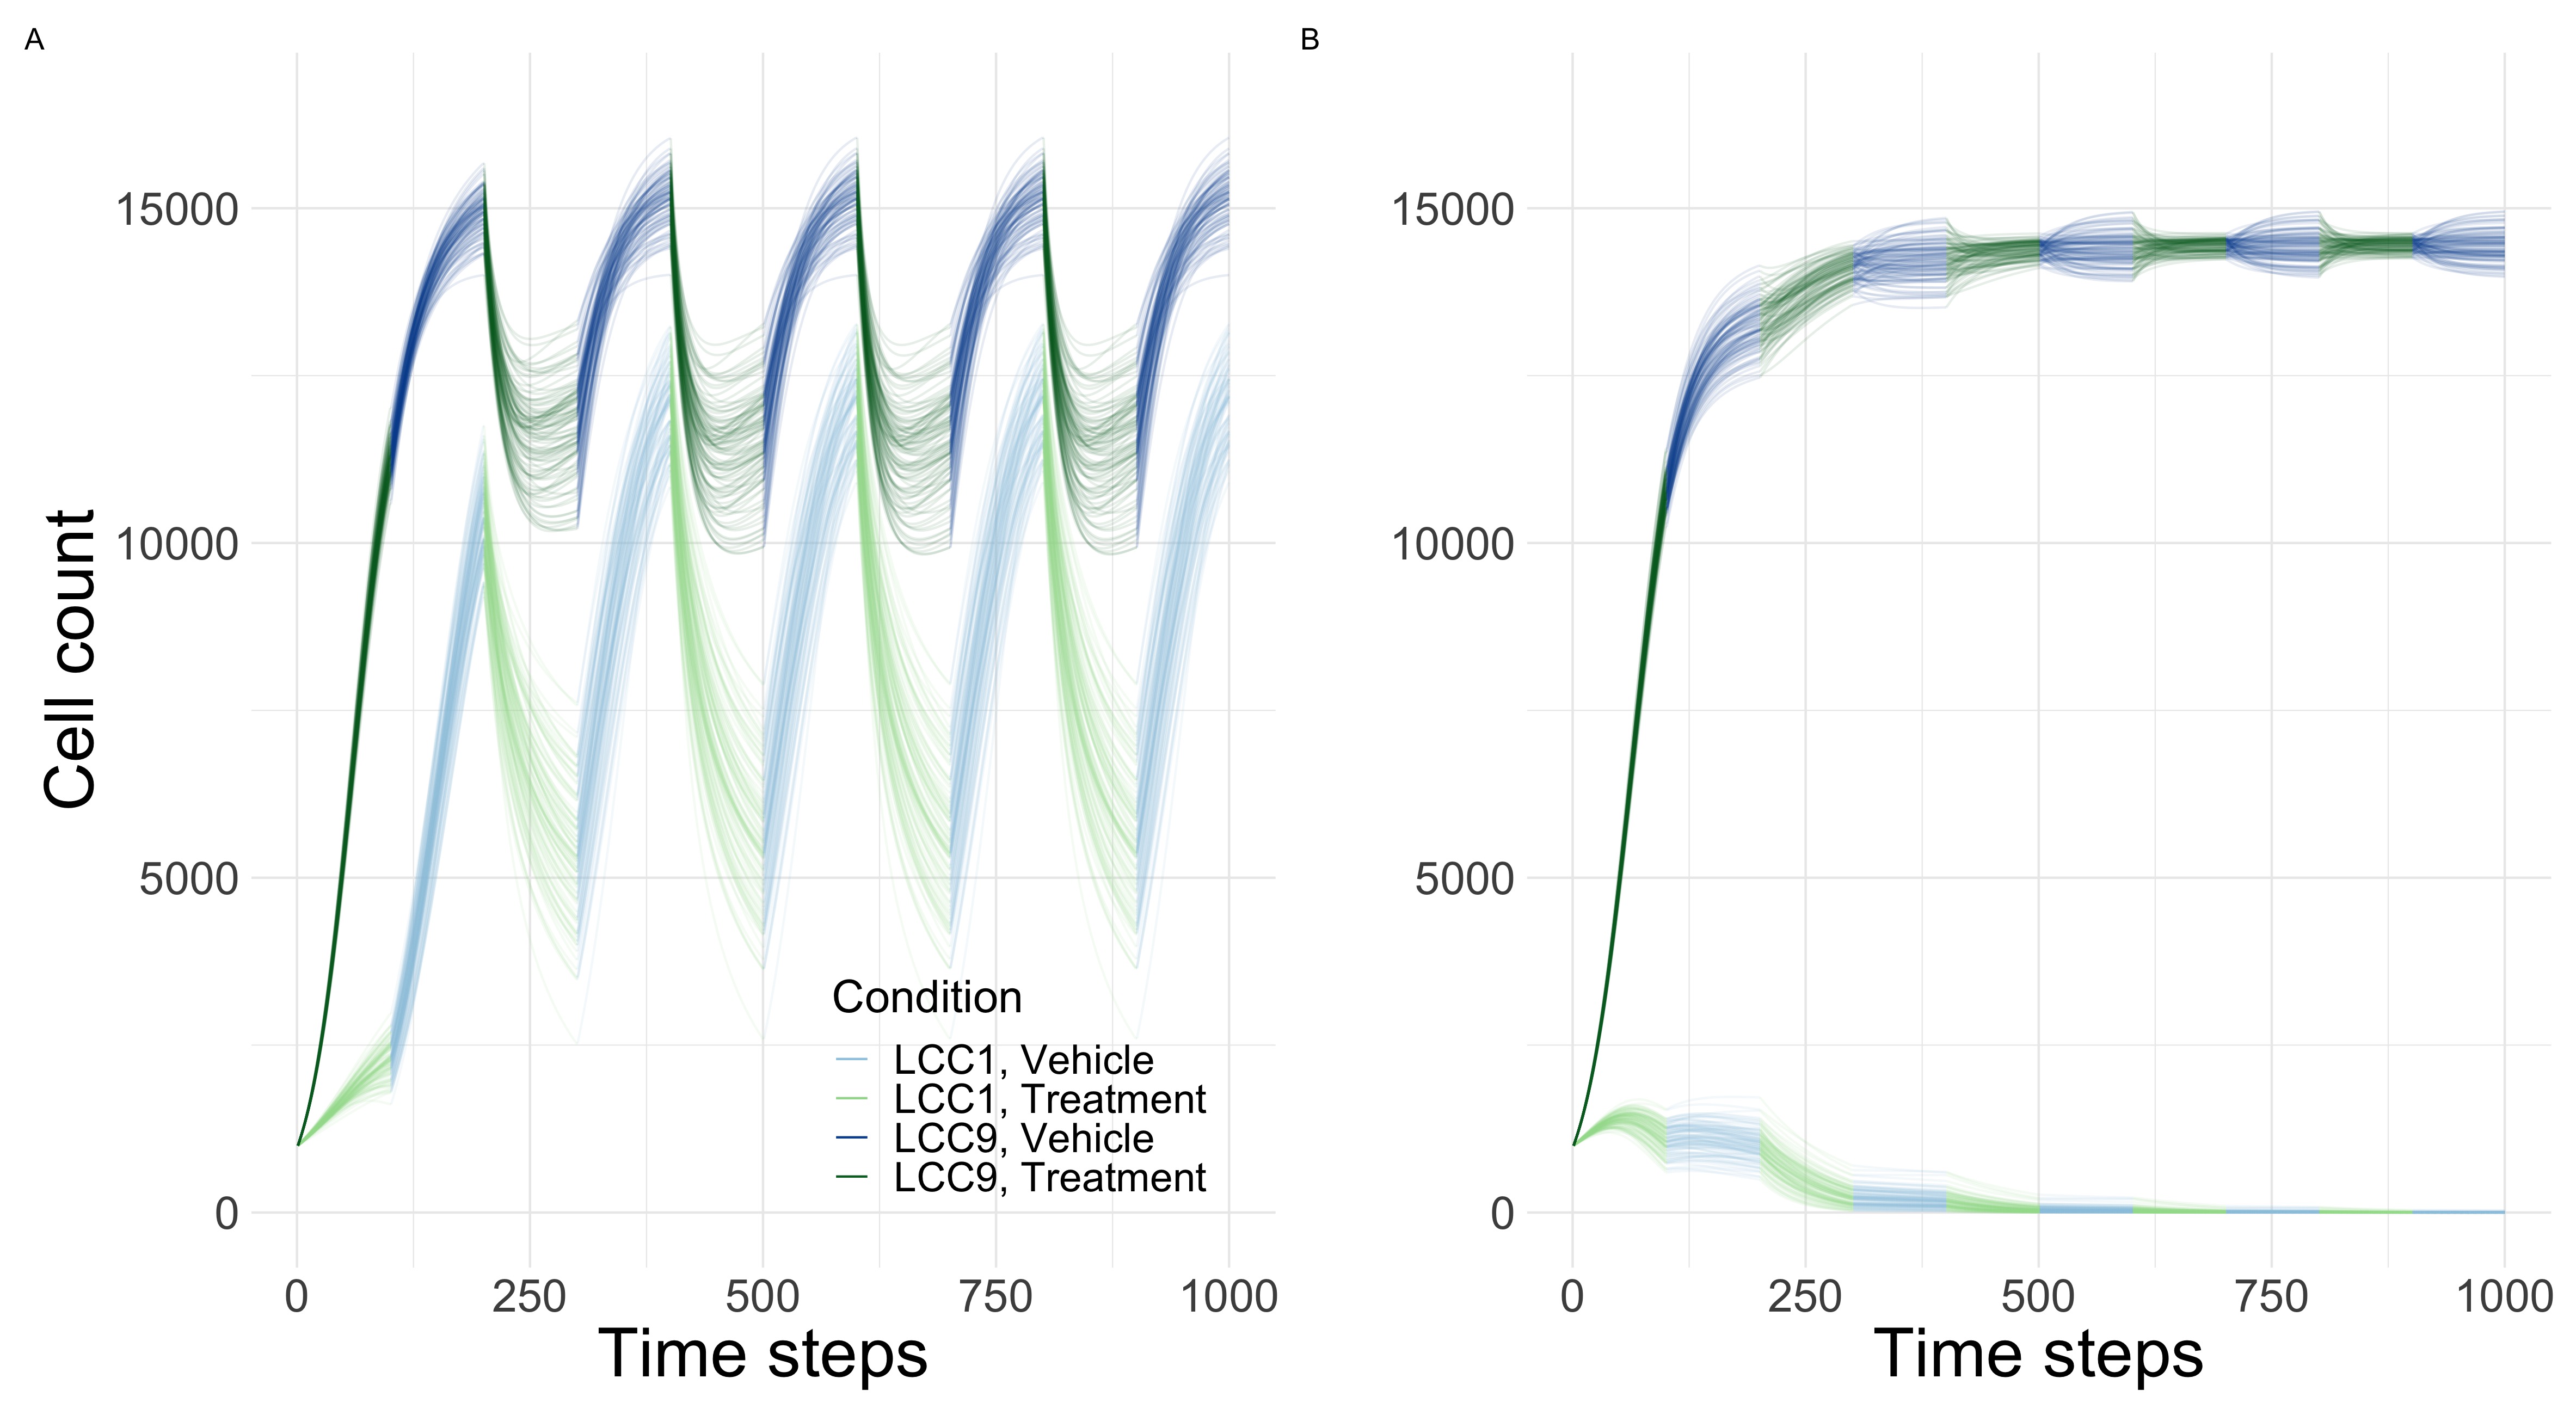 A
B
Cell count
15000
10000
5000
0
0
250
500
750
1000
Time steps
Condition
LCC1, Vehicle
LCC1, Treatment
LCC9, Vehicle
LCC9, Treatment
15000
10000
5000
0
0
250
500
750
1000
Time steps